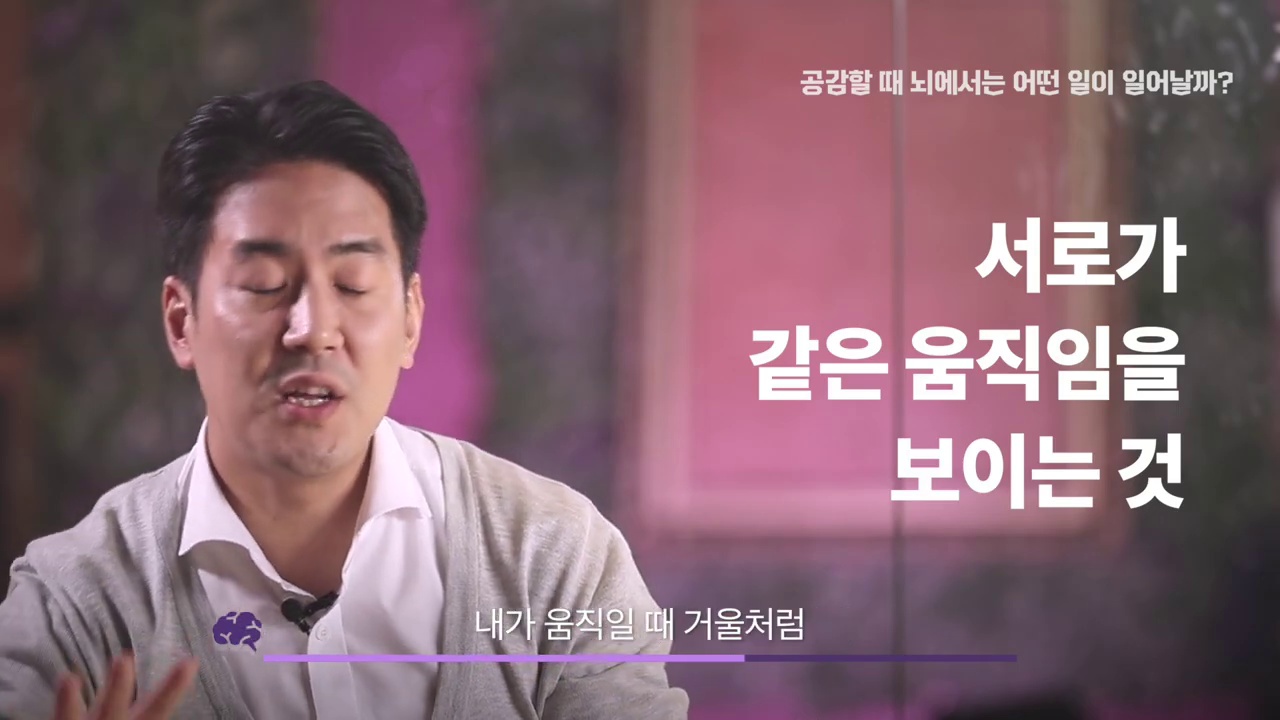 공감할 때 뇌에서는 어떤 일이 일어날까?
서로가
같은 움직임을
보이는 것
내가 움직일 때 거울처럼